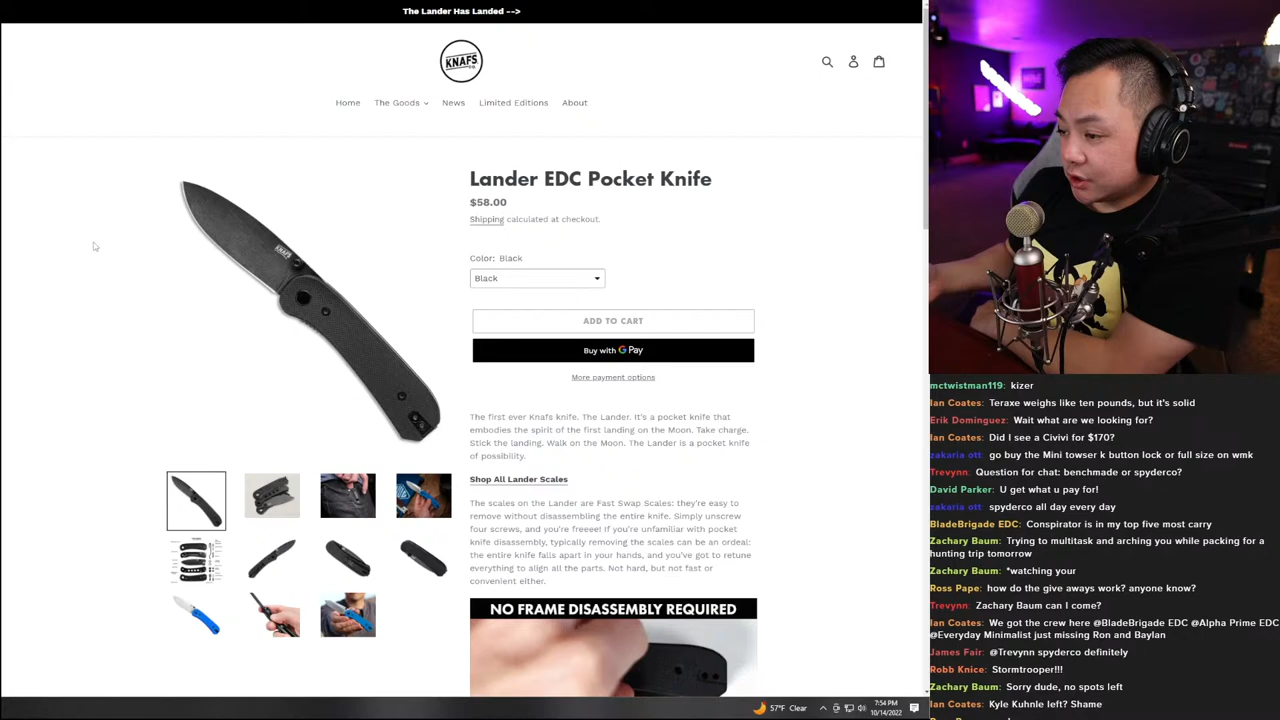 The Lander Has Landed -->
KNAFS
Home
The Goods
News
Limited Editions
About
Lander EDC Pocket Knife
$58.00
Shipping calculated at checkout.
Color: Black
Black
ADD TO CART
Buy with G Pay
More payment options
The first ever Knafs knife. The Lander. It's a pocket knife that
embodies the spirit of the first landing on the Moon. Take charge.
Stick the landing. Walk on the Moon. The Lander is a pocket knife
of possibility.
Shop All Lander Scales
The scales on the Lander are Fast Swap Scales: they're easy to
remove without disassembling the entire knife. Simply unscrew
four screws, and you're freeee! If you're unfamiliar with pocket
knife disassembly, typically removing the scales can be an ordeal:
the entire knife falls apart in your hands, and you've got to retune
everything to align all the parts. Not hard, but not fast or
convenient either.
NO FRAME DISASSEMBLY REQUIRED
KNAFS
mctwistman119: kizer
Ian Coates: Teraxe weighs like ten pounds, but it's solid
Erik Dominguez: Wait what are we looking for?
Ian Coates: Did I see a Civivi for $170?
zakaria ott: go buy the Mini towser k button lock or full size on wmk
Trevynn: Question for chat: benchmade or spyderco?
David Parker: U get what u pay for!
zakaria ott: spyderco all day every day
BladeBrigade EDC: Conspirator is in my top five most carry
Zachary Baum: Trying to multitask and arching you while packing for a
hunting trip tomorrow
Zachary Baum: *watching your
Ross Pape: how do the give aways work? anyone know?
Trevynn: Zachary Baum can I come?
Ian Coates: We got the crew here @BladeBrigade EDC @Alpha Prime EDC
@Everyday Minimalist just missing Ron and Baylan
James Fair: @Trevynn spyderco definitely
Robb Knice: Stormtrooper!!!
Zachary Baum: Sorry dude, no spots left
Ian Coates: Kyle Kuhnle left? Shame
57°F Clear
7:54 PM
10/14/2022